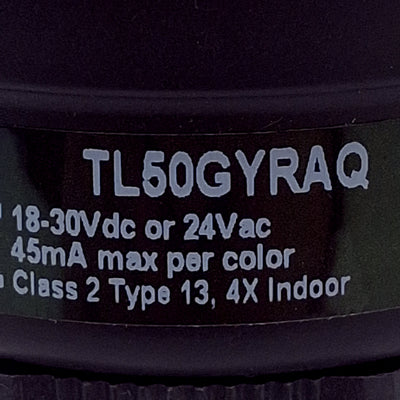 TL50GYRAQ
18-30Vdc or 24Vac
45mA max per color
Class 2 Type 13, 4X Indoor